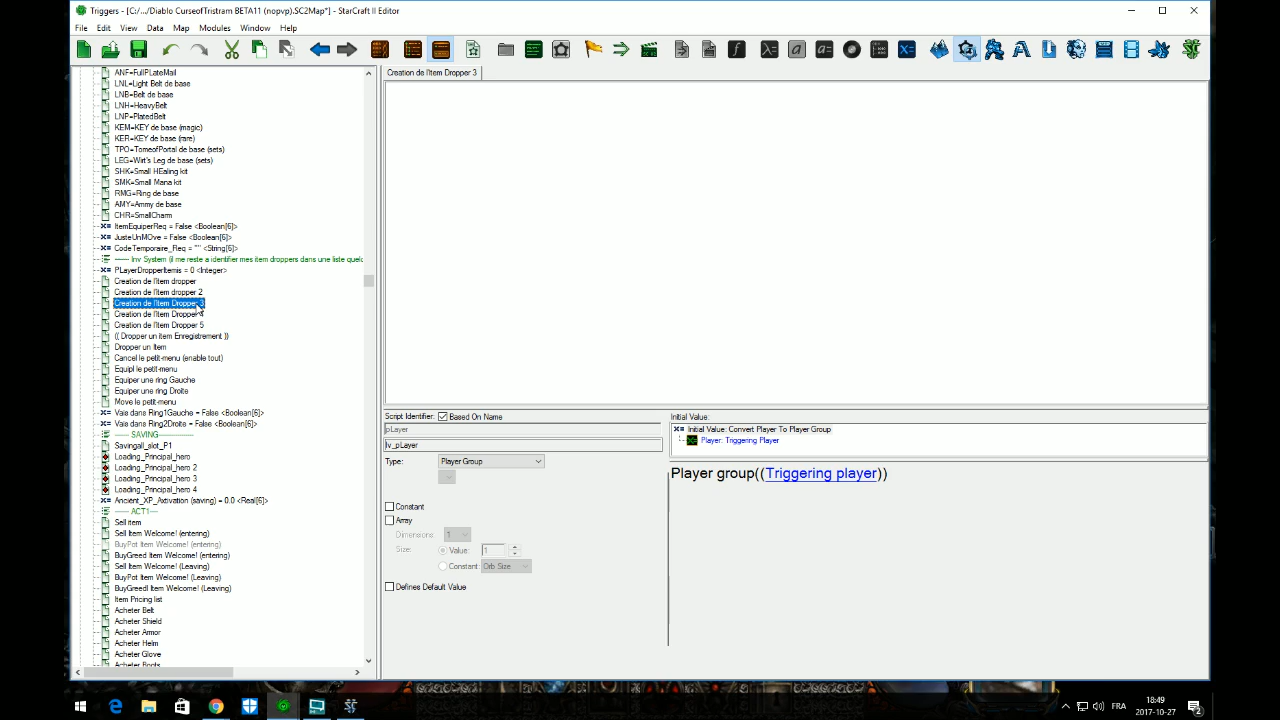 Triggers - [C:/.../Diablo CurseofTristram BETA11 (nopvp).SC2Map*] - StarCraft II Editor
File Edit View Data Map Modules Window Help
ANF=FullPLateMail
LNL=Light Belt de base
LNB=Belt de base
LNH=HeavyBelt
LNP=PlatedBelt
KEM=KEY de base (magic)
KER=KEY de base (rare)
TPO=TomeofPortal de base (sets)
LEG=Wirt's Leg de base (sets)
SHK=Small HEaling kit
SMK=Small Mana kit
RMG=Ring de base
AMY=Ammy de base
CHR=SmallCharm
ItemEquiperReq = False <Boolean[6]>
JusteUnMOve = False <Boolean[6]>
CodeTemporaire_Req = "" <String[6]>
------ Inv System (il me reste a identifier mes item droppers dans une liste quelc
PLayerDropperItemis = 0 <Integer>
Creation de l'Item dropper
Creation de l'Item dropper 2
Creation de l'Item Dropper 3
Creation de l'Item Dropper 4
Creation de l'Item Dropper 5
(( Dropper un item Enregistrement ))
Dropper un Item
Cancel le petit-menu (enable tout)
Equipl le petit-menu
Equiper une ring Gauche
Equiper une ring Droite
Move le petit-menu
Vais dans Ring1Gauche = False <Boolean[6]>
Vais dans Ring2Droite = False <Boolean[6]>
------ SAVING--------------
Savingall_slot_P1
Loading_Principal_hero
Loading_Principal_hero 2
Loading_Principal_hero 3
Loading_Principal_hero 4
Ancient_XP_Axtivation (saving) = 0.0 <Real[6]>
------ ACT1----
Sell item
Sell Item Welcome! (entering)
BuyPot Item Welcome! (entering)
BuyGreed Item Welcome! (entering)
Sell Item Welcome! (Leaving)
BuyPot Item Welcome! (Leaving)
BuyGreedl Item Welcome! (Leaving)
Item Pricing list
Acheter Belt
Acheter Shield
Acheter Armor
Acheter Helm
Acheter Glove
Acheter Boots
Creation de l'Item Dropper 3
Script Identifier: Based On Name
pLayer
lv_pLayer
Type: Player Group
Constant
Array
Dimensions: 1
Size: Value: 1
Constant: Orb Size
Defines Default Value
Initial Value:
Initial Value: Convert Player To Player Group
Player: Triggering Player
Player group((Triggering player))
FRA
18:49
2017-10-27
2